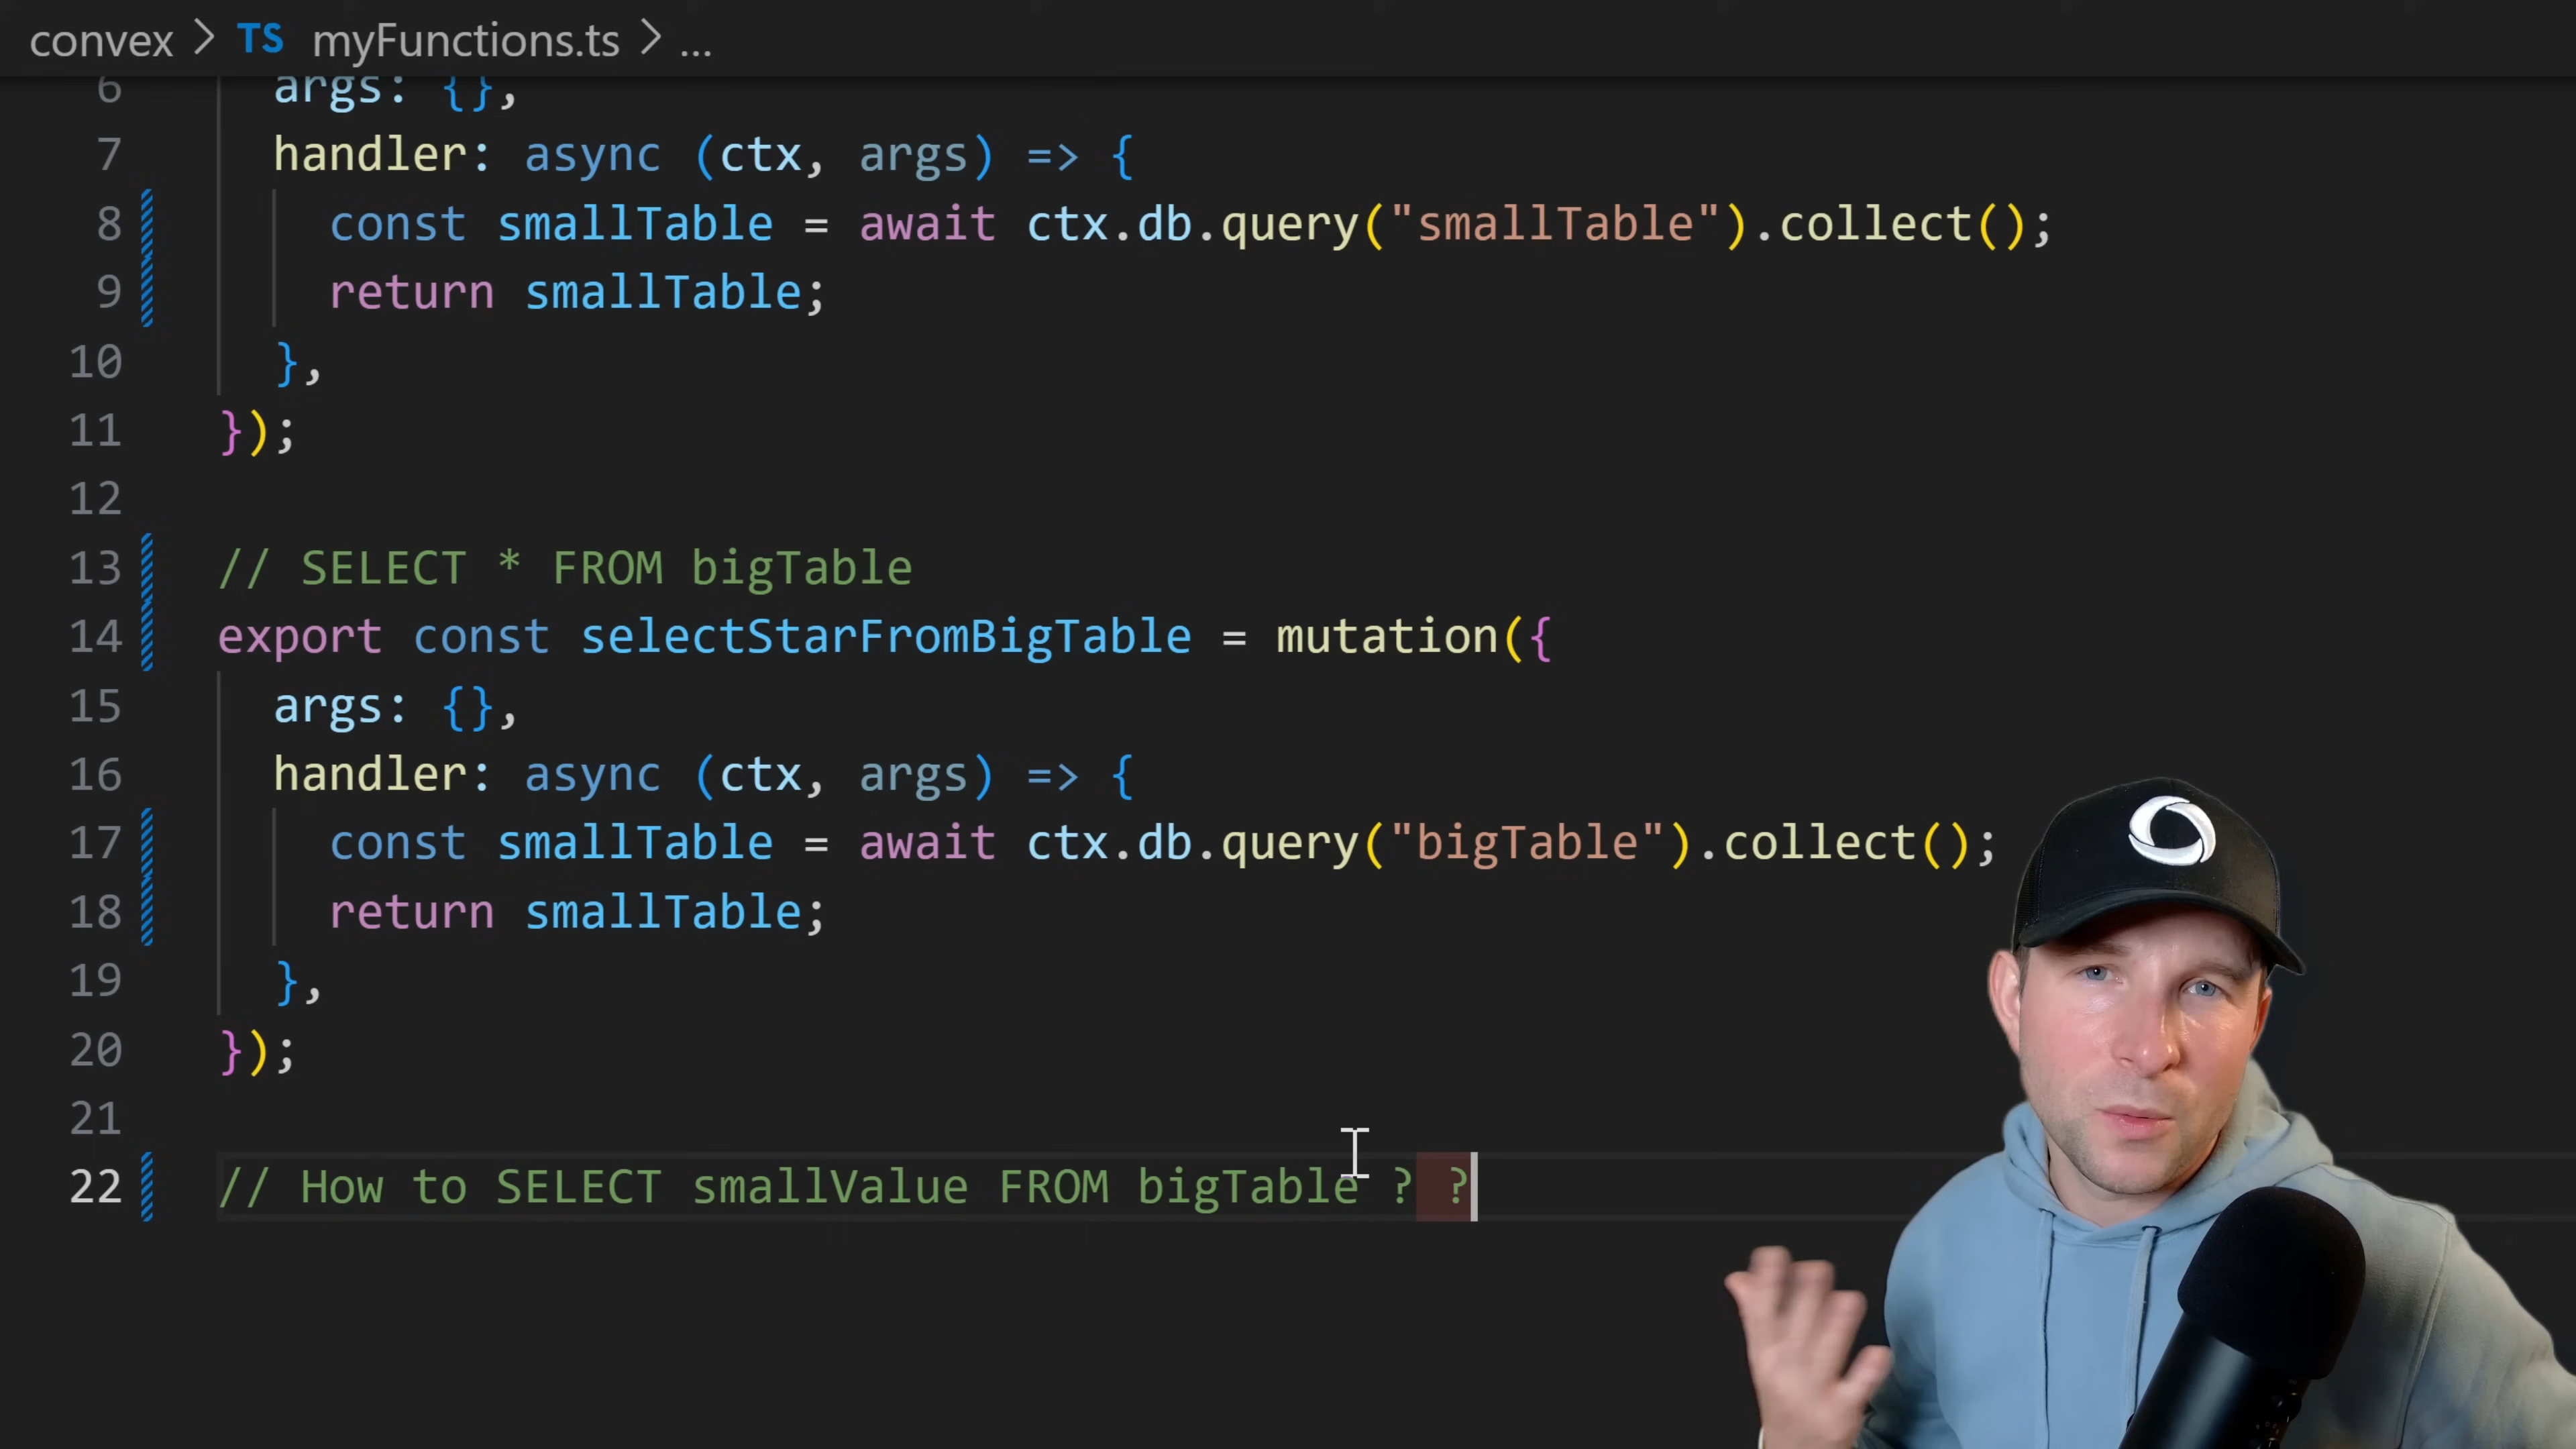 convex > TS myFunctions.ts > ...
6 args: {},
7 handler: async (ctx, args) => {
8 const smallTable = await ctx.db.query("smallTable").collect();
9 return smallTable;
10 },
11 });
12
13 // SELECT * FROM bigTable
14 export const selectStarFromBigTable = mutation({
15 args: {},
16 handler: async (ctx, args) => {
17 const smallTable = await ctx.db.query("bigTable").collect();
18 return smallTable;
19 },
20 });
21
22 // How to SELECT smallValue FROM bigTable ? ?